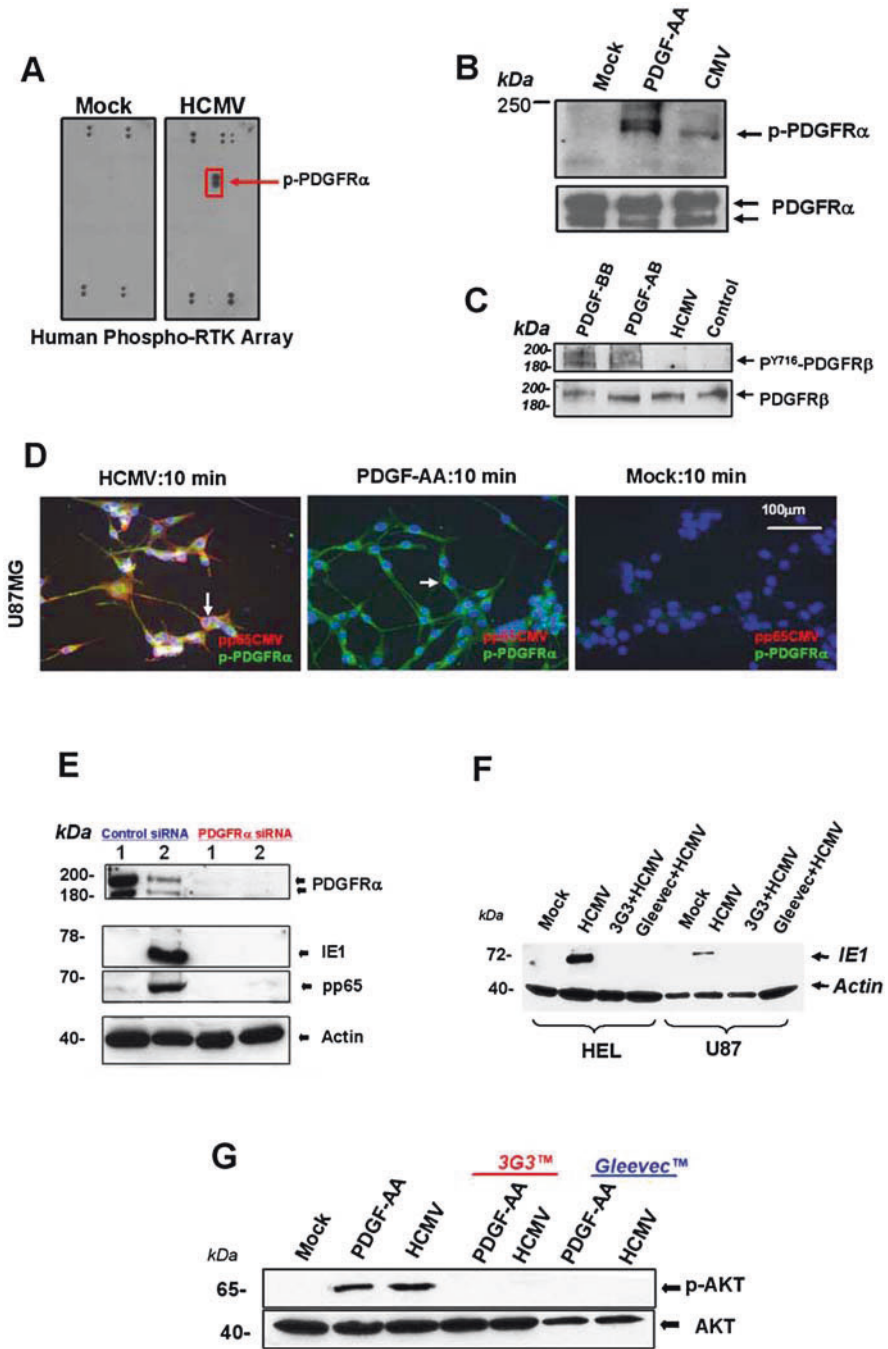 A
Mock HCMV
p-PDGFRα
Human Phospho-RTK Array
B
kDa
Mock PDGF-AA CMV
250
p-PDGFRα
PDGFRα
C
kDa
PDGF-BB PDGF-AB HCMV Control
200-
180-
Pʸ⁷¹⁶-PDGFRβ
200-
180-
PDGFRβ
D
HCMV:10 min PDGF-AA:10 min Mock:10 min
U87MG
100μm
pp65CMV
p-PDGFRα
pp65CMV
p-PDGFRα
pp65CMV
p-PDGFRα
E
kDa
Control siRNA PDGFRα siRNA
1 2 1 2
200-
180-
PDGFRα
78-
IE1
70-
pp65
40-
Actin
F
kDa
Mock HCMV 3G3+HCMV Gleevec+HCMV Mock HCMV 3G3+HCMV Gleevec+HCMV
72-
IE1
40-
Actin
HEL U87
G
3G3™ Gleevec™
kDa
Mock PDGF-AA HCMV PDGF-AA HCMV PDGF-AA HCMV
65-
p-AKT
40-
AKT